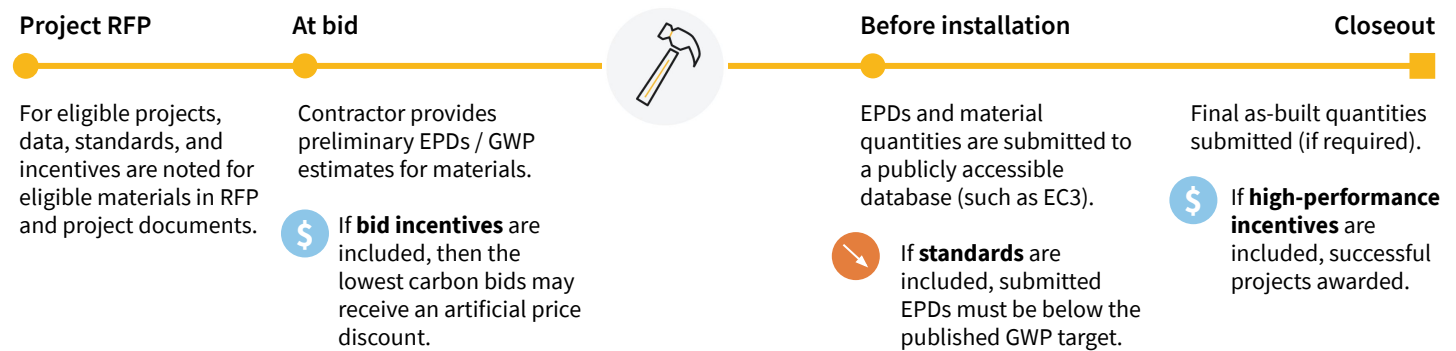 Project RFP
For eligible projects,
data, standards, and
incentives are noted for
eligible materials in RFP
and project documents.
At bid
Contractor provides
preliminary EPDs / GWP
estimates for materials.
$
If bid incentives are
included, then the
lowest carbon bids may
receive an artificial price
discount.
Before installation
EPDs and material
quantities are submitted to
a publicly accessible
database (such as EC3).
If standards are
included, submitted
EPDs must be below the
published GWP target.
Closeout
Final as-built quantities
submitted (if required).
$
If high-performance
incentives are
included, successful
projects awarded.